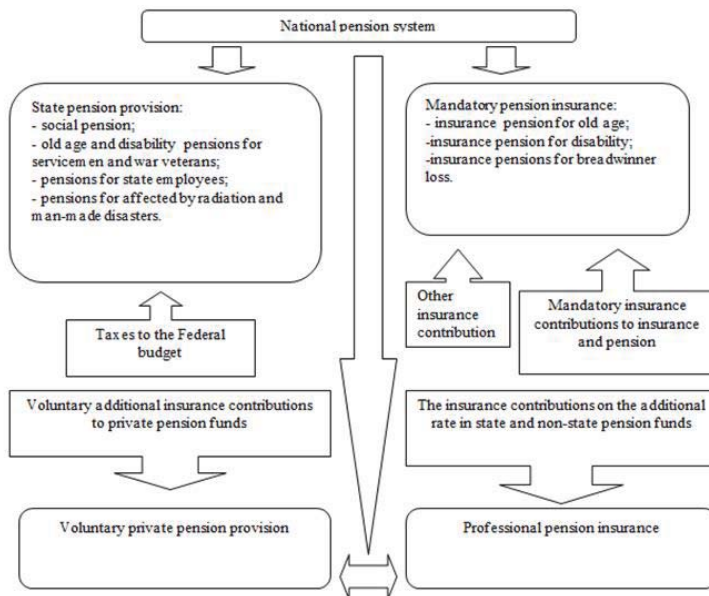 National pension system
State pension provision:
- social pension;
- old age and disability pensions for
servicemen and war veterans;
- pensions for state employees;
- pensions for affected by radiation and
man-made disasters.
Mandatory pension insurance:
- insurance pension for old age;
-insurance pension for disability;
-insurance pensions for breadwinner
loss.
Taxes to the Federal
budget
Other
insurance
contribution
Mandatory insurance
contributions to insurance
and pension
Voluntary additional insurance contributions
to private pension funds
The insurance contributions on the additional
rate in state and non-state pension funds
Voluntary private pension provision
Professional pension insurance